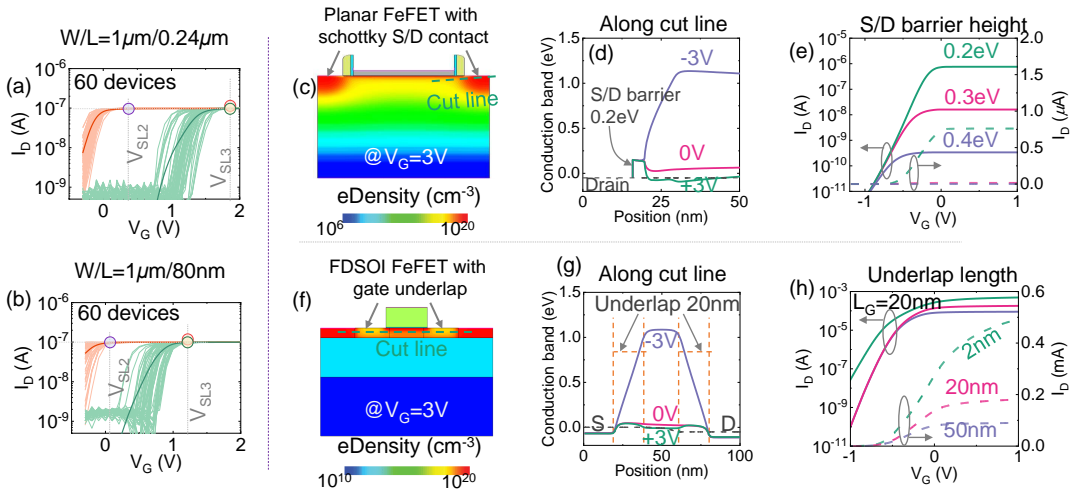 W/L=1μm/0.24μm
(a)
60 devices
10⁻⁶
10⁻⁷
10⁻⁸
10⁻⁹
I_D (A)
V_SL2
V_SL3
0
1
2
V_G (V)
W/L=1μm/80nm
(b)
60 devices
10⁻⁶
10⁻⁷
10⁻⁸
10⁻⁹
I_D (A)
V_SL2
V_SL3
0
1
2
V_G (V)
Planar FeFET with
schottky S/D contact
(c)
Cut line
@V_G=3V
eDensity (cm⁻³)
10⁶
10²⁰
Along cut line
(d)
Conduction band (eV)
1.5
1.0
0.5
0.0
-3V
S/D barrier
0.2eV
0V
+3V
Drain
0
25
50
Position (nm)
S/D barrier height
(e)
I_D (A)
10⁻⁵
10⁻⁶
10⁻⁷
10⁻⁸
10⁻⁹
10⁻¹⁰
10⁻¹¹
0.2eV
0.3eV
0.4eV
2.0
1.5
1.0
0.5
0.0
I_D (μA)
-1
0
1
V_G (V)
FDSOI FeFET with
gate underlap
(f)
Cut line
@V_G=3V
eDensity (cm⁻³)
10¹⁰
10²⁰
(g)
Along cut line
Conduction band (eV)
1.5
1.0
0.5
0.0
Underlap 20nm
-3V
0V
+3V
S
D
0
25
50
75
100
Position (nm)
Underlap length
(h)
I_D (A)
10⁻³
10⁻⁵
10⁻⁷
10⁻⁹
10⁻¹¹
L_G=20nm
2nm
20nm
50nm
0.6
0.4
0.2
0.0
I_D (mA)
-1
0
1
V_G (V)